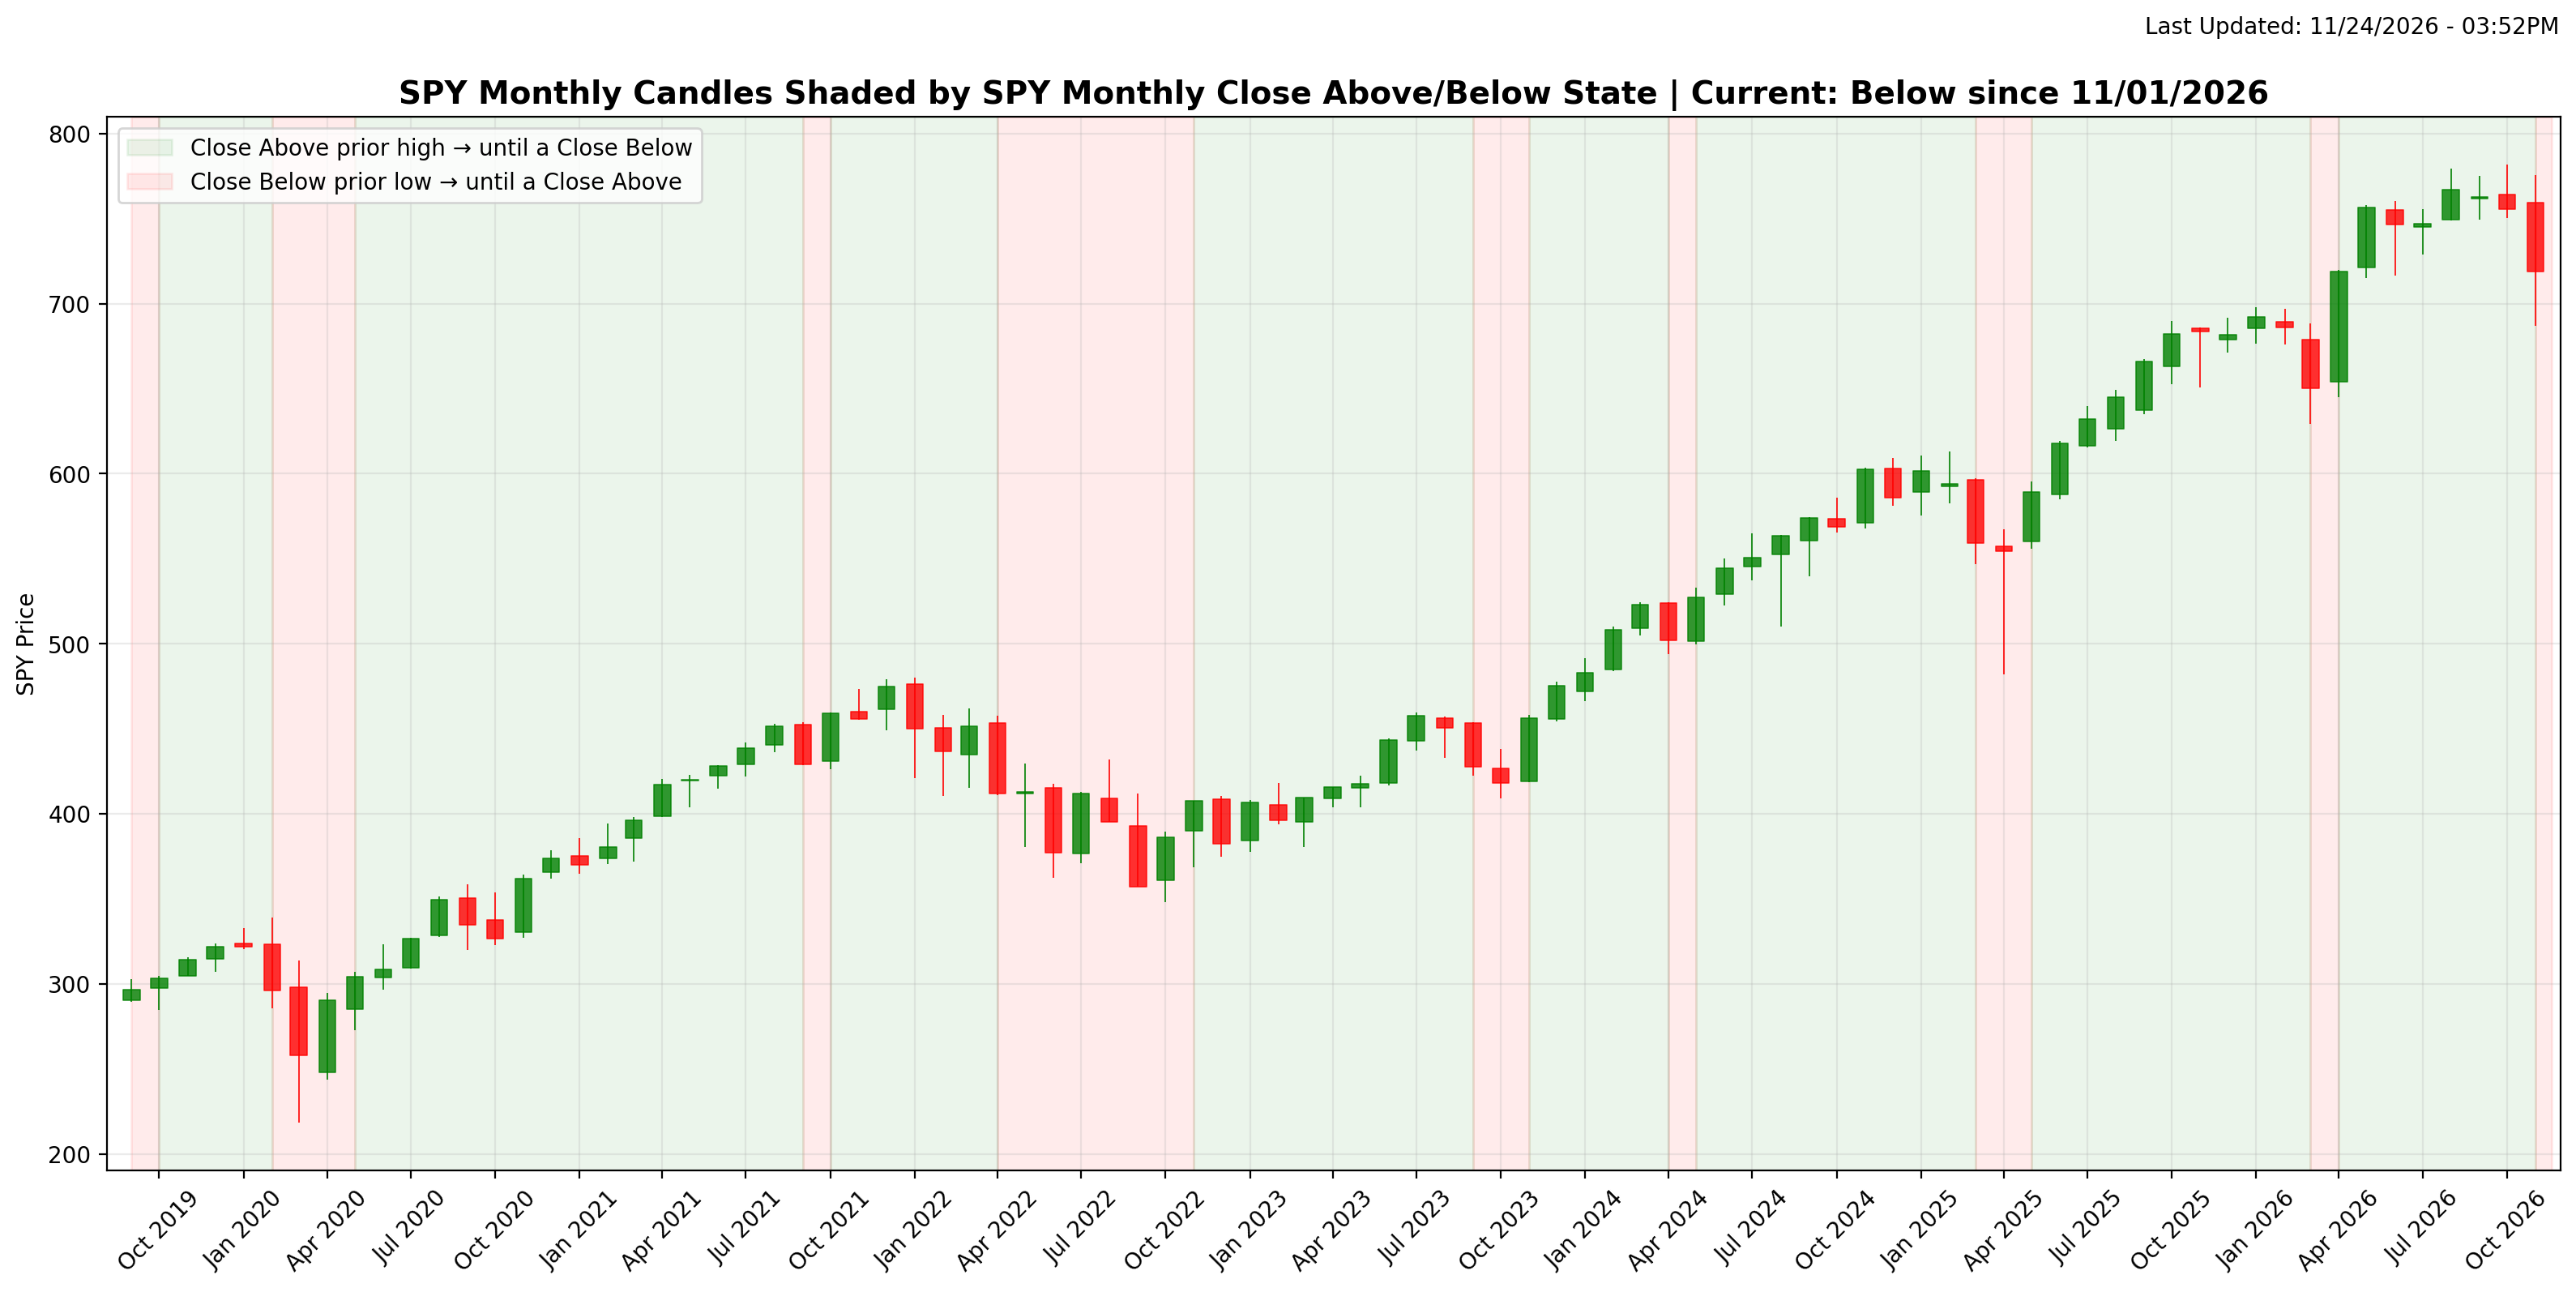 Last Updated: 11/24/2026 - 03:52PM
SPY Monthly Candles Shaded by SPY Monthly Close Above/Below State | Current: Below since 11/01/2026
Close Above prior high → until a Close Below
Close Below prior low → until a Close Above
SPY Price
800
700
600
500
400
300
200
Oct 2019
Jan 2020
Apr 2020
Jul 2020
Oct 2020
Jan 2021
Apr 2021
Jul 2021
Oct 2021
Jan 2022
Apr 2022
Jul 2022
Oct 2022
Jan 2023
Apr 2023
Jul 2023
Oct 2023
Jan 2024
Apr 2024
Jul 2024
Oct 2024
Jan 2025
Apr 2025
Jul 2025
Oct 2025
Jan 2026
Apr 2026
Jul 2026
Oct 2026